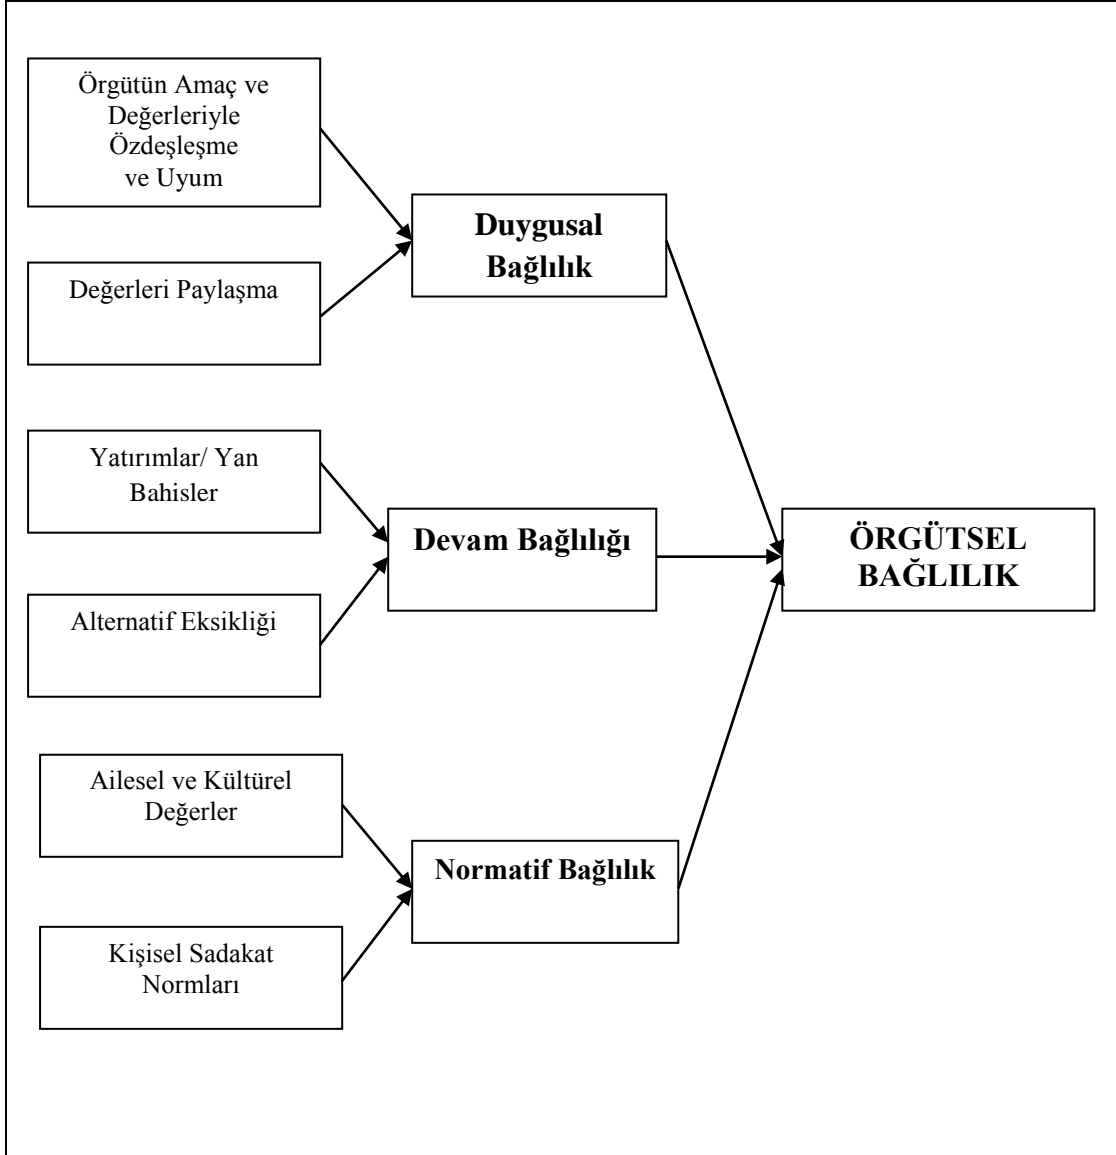 Örgütün Amaç ve
Değerleriyle
Özdeşleşme
ve Uyum
Değerleri Paylaşma
Duygusal
Bağlılık
Yatırımlar/ Yan
Bahisler
Alternatif Eksikliği
Devam Bağlılığı
ÖRGÜTSEL
BAĞLILIK
Ailesel ve Kültürel
Değerler
Kişisel Sadakat
Normları
Normatif Bağlılık